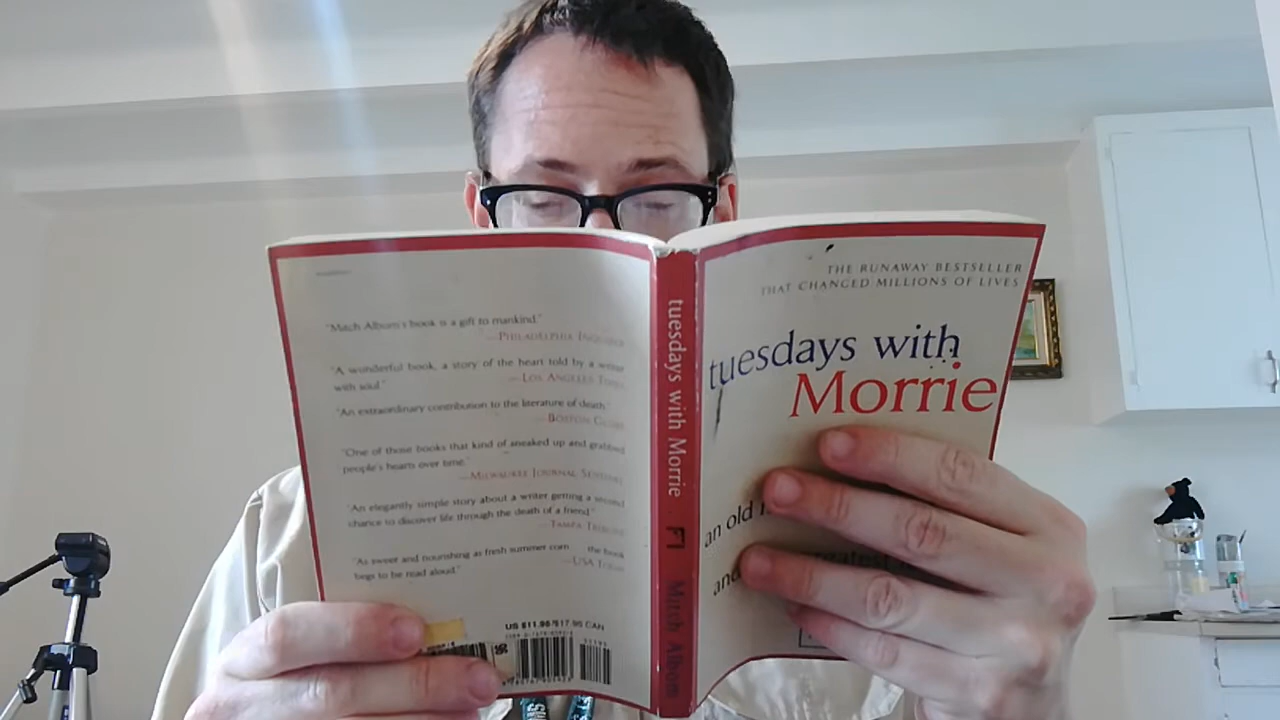 "Mitch Albom's book is a gift to mankind."
—PHILADELPHIA INQUIRER
"A wonderful book, a story of the heart told by a writer
with soul."
—LOS ANGELES TIMES
"An extraordinary contribution to the literature of death."
—BOSTON GLOBE
"One of those books that kind of sneaked up and grabbed
people's hearts over time."
—MILWAUKEE JOURNAL SENTINEL
"An elegantly simple story about a writer getting a second
chance to discover life through the death of a friend."
—TAMPA TRIBUNE
"As sweet and nourishing as fresh summer corn . . . the book
begs to be read aloud."
—USA TODAY
US $11.95/$17.95 CAN
tuesdays with Morrie
Mitch Albom
THE RUNAWAY BESTSELLER
THAT CHANGED MILLIONS OF LIVES
tuesdays with
Morrie
an old
and greatest